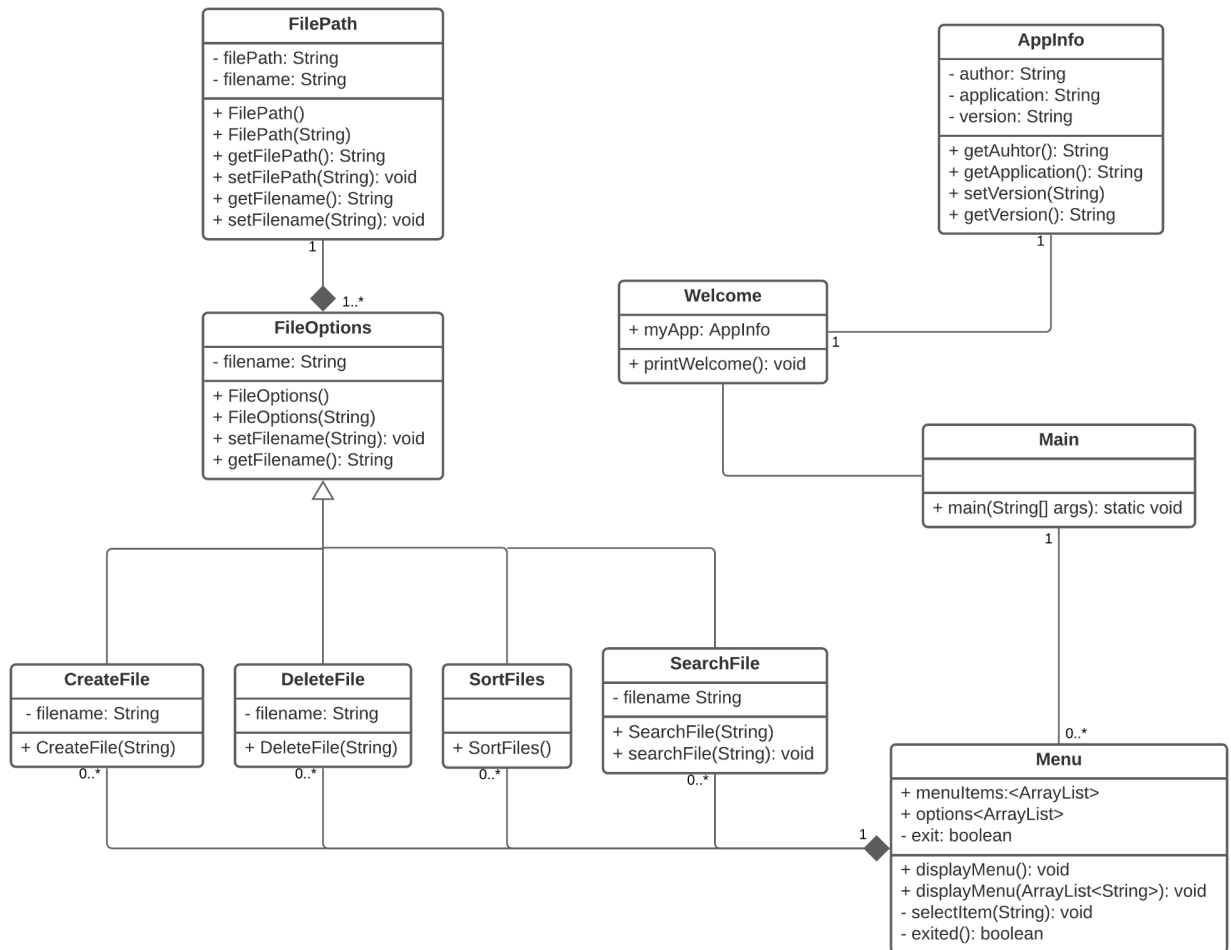 FilePath
- filePath: String
- filename: String
+ FilePath()
+ FilePath(String)
+ getFilePath(): String
+ setFilePath(String): void
+ getFilename(): String
+ setFilename(String): void
1
1..*
FileOptions
- filename: String
+ FileOptions()
+ FileOptions(String)
+ setFilename(String): void
+ getFilename(): String
AppInfo
- author: String
- application: String
- version: String
+ getAuhtor(): String
+ getApplication(): String
+ setVersion(String)
+ getVersion(): String
1
Welcome
+ myApp: AppInfo
+ printWelcome(): void
1
Main
+ main(String[] args): static void
1
0..*
CreateFile
- filename: String
+ CreateFile(String)
0..*
DeleteFile
- filename: String
+ DeleteFile(String)
0..*
SortFiles
+ SortFiles()
0..*
SearchFile
- filename String
+ SearchFile(String)
+ searchFile(String): void
0..*
1
Menu
+ menuItems:<ArrayList>
+ options<ArrayList>
- exit: boolean
+ displayMenu(): void
+ displayMenu(ArrayList<String>): void
- selectItem(String): void
- exited(): boolean